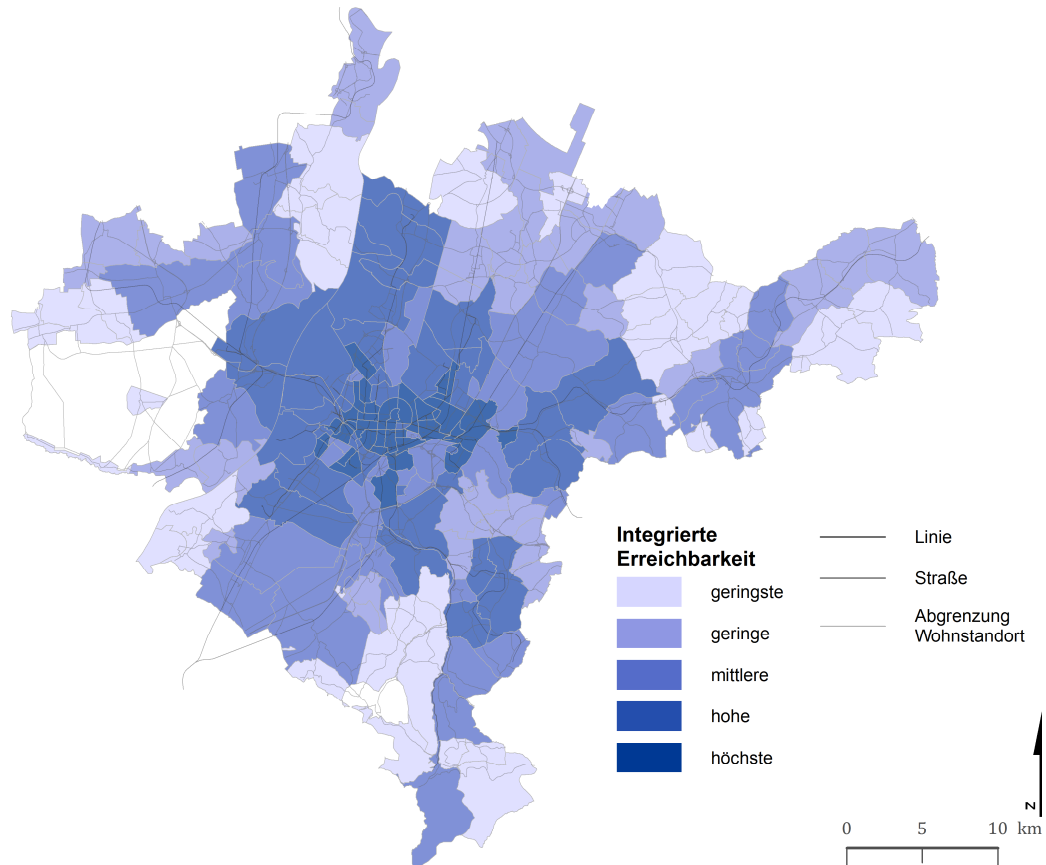 Integrierte
Erreichbarkeit
geringste
geringe
mittlere
hohe
höchste
Linie
Straße
Abgrenzung
Wohnstandort
N
0 5 10 km